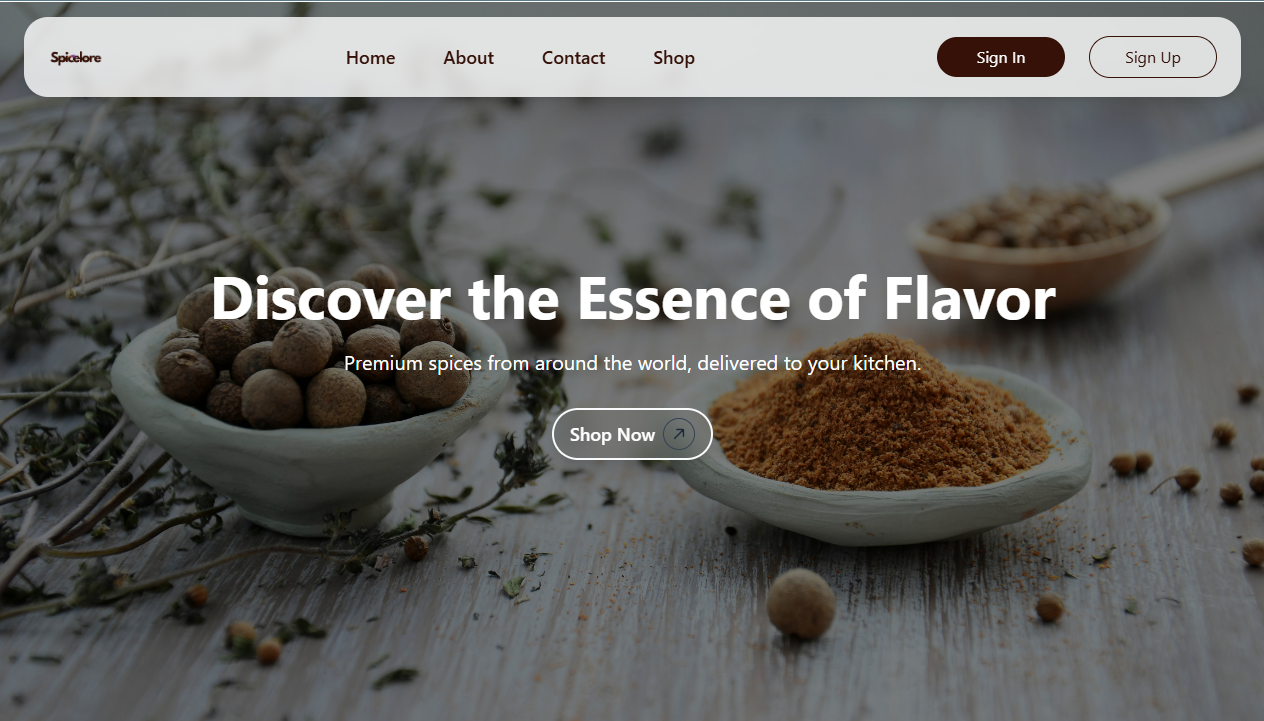 Spicelore
Home
About
Contact
Shop
Sign In
Sign Up
Discover the Essence of Flavor
Premium spices from around the world, delivered to your kitchen.
Shop Now